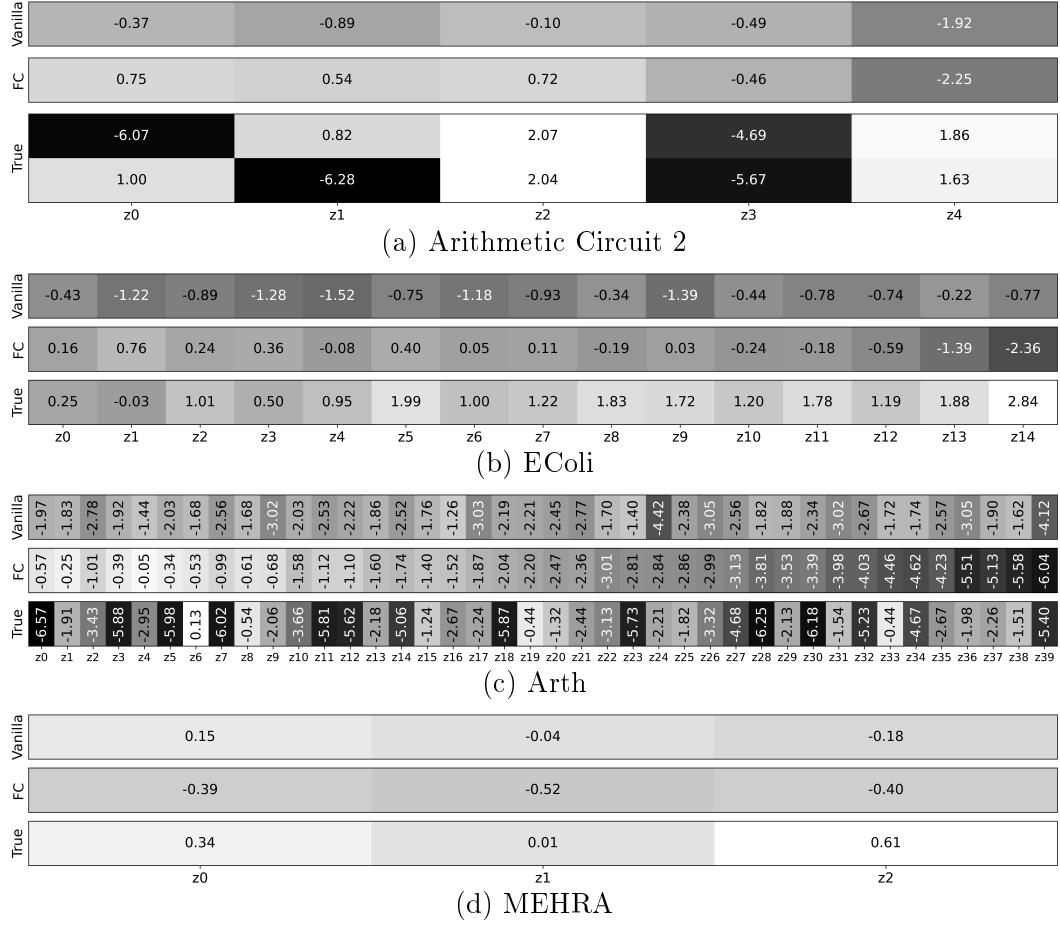 Vanilla -0.37 -0.89 -0.10 -0.49 -1.92
FC 0.75 0.54 0.72 -0.46 -2.25
True -6.07 0.82 2.07 -4.69 1.86
1.00 -6.28 2.04 -5.67 1.63
z0 z1 z2 z3 z4
(a) Arithmetic Circuit 2
Vanilla -0.43 -1.22 -0.89 -1.28 -1.52 -0.75 -1.18 -0.93 -0.34 -1.39 -0.44 -0.78 -0.74 -0.22 -0.77
FC 0.16 0.76 0.24 0.36 -0.08 0.40 0.05 0.11 -0.19 0.03 -0.24 -0.18 -0.59 -1.39 -2.36
True 0.25 -0.03 1.01 0.50 0.95 1.99 1.00 1.22 1.83 1.72 1.20 1.78 1.19 1.88 2.84
z0 z1 z2 z3 z4 z5 z6 z7 z8 z9 z10 z11 z12 z13 z14
(b) EColi
Vanilla -1.97 -1.83 -2.78 -1.92 -1.44 -2.03 -1.68 -2.56 -1.68 -3.02 -2.03 -2.53 -2.22 -1.86 -2.52 -1.76 -1.26 -3.03 -2.19 -2.21 -2.45 -2.77 -1.70 -1.40 -4.42 -2.38 -3.05 -2.56 -1.82 -1.88 -2.34 -3.02 -2.67 -1.72 -1.74 -2.57 -3.05 -1.90 -1.62 -4.12
FC -0.57 -0.25 -1.01 -0.39 -0.05 -0.34 -0.53 -0.99 -0.61 -0.68 -1.58 -1.12 -1.10 -1.60 -1.74 -1.40 -1.52 -1.87 -2.04 -2.20 -2.47 -2.36 -3.01 -2.81 -2.84 -2.86 -2.99 -3.13 -3.81 -3.53 -3.39 -3.98 -4.03 -4.46 -4.62 -4.23 -5.51 -5.13 -5.58 -6.04
True -6.57 -1.91 -3.43 -5.88 -2.95 -5.98 0.13 -6.02 -0.54 -2.06 -3.66 -5.81 -5.62 -2.18 -5.06 -1.24 -2.67 -2.24 -5.87 -0.44 -1.32 -2.44 -3.13 -5.73 -2.21 -1.82 -3.32 -4.68 -6.25 -2.13 -6.18 -1.54 -5.23 -0.44 -4.67 -2.67 -1.98 -2.26 -1.51 -5.40
z0 z1 z2 z3 z4 z5 z6 z7 z8 z9 z10 z11 z12 z13 z14 z15 z16 z17 z18 z19 z20 z21 z22 z23 z24 z25 z26 z27 z28 z29 z30 z31 z32 z33 z34 z35 z36 z37 z38 z39
(c) Arth
Vanilla 0.15 -0.04 -0.18
FC -0.39 -0.52 -0.40
True 0.34 0.01 0.61
z0 z1 z2
(d) MEHRA